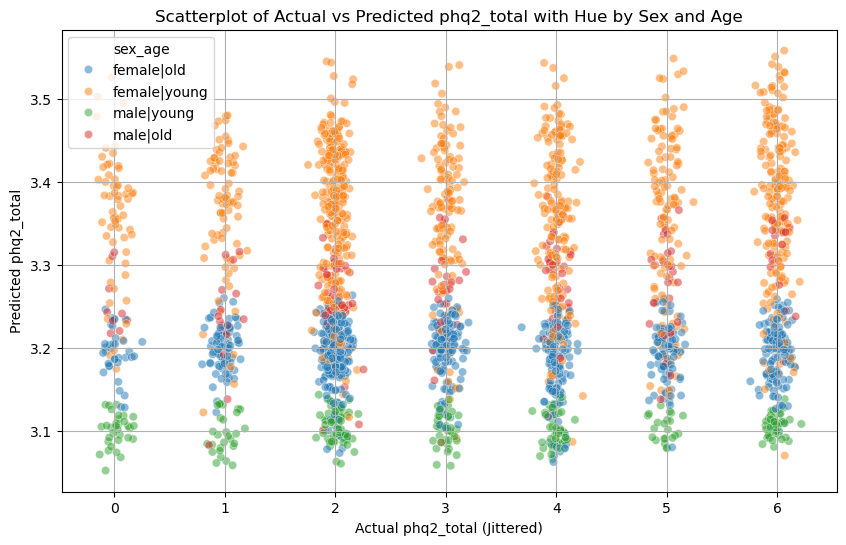 Scatterplot of Actual vs Predicted phq2_total with Hue by Sex and Age
sex_age
female|old
female|young
male|young
male|old
Predicted phq2_total
3.5
3.4
3.3
3.2
3.1
0 1 2 3 4 5 6
Actual phq2_total (Jittered)